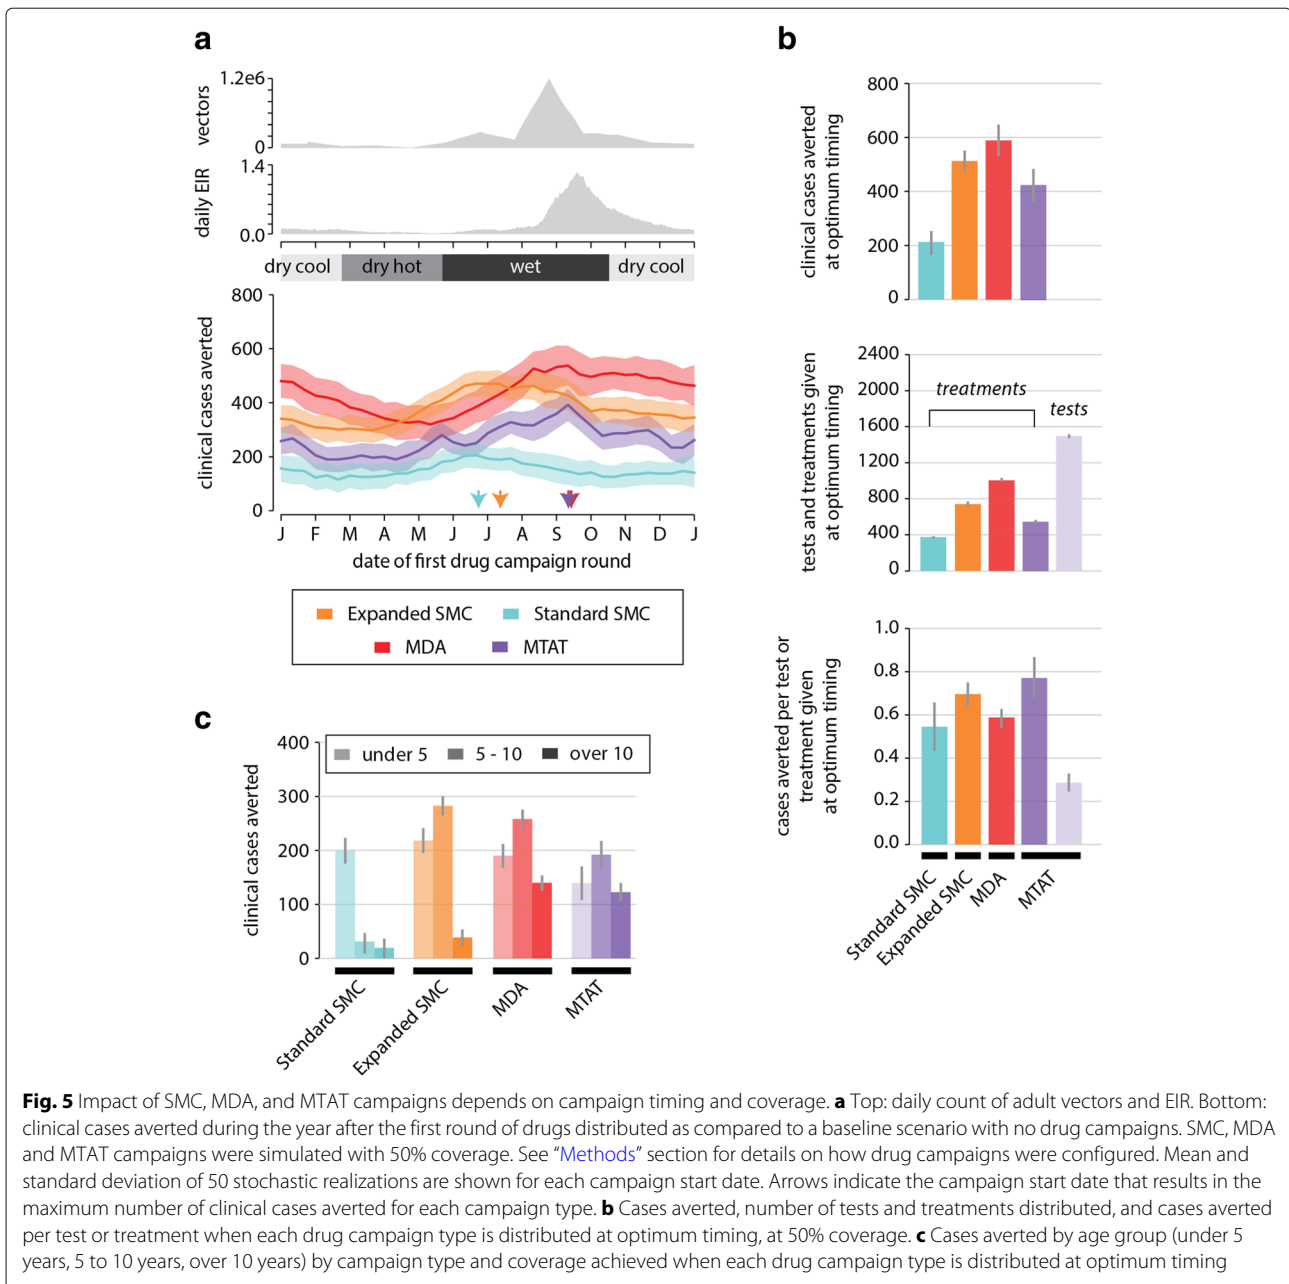 a
1.2e6
vectors
0
1.4
daily EIR
0.0
dry cool
dry hot
wet
dry cool
800
600
400
200
0
clinical cases averted
J F M A M J J A S O N D J
date of first drug campaign round
Expanded SMC
Standard SMC
MDA
MTAT
b
800
600
400
200
0
clinical cases averted
at optimum timing
2400
2000
1600
1200
800
400
0
tests and treatments given
at optimum timing
treatments
tests
1.0
0.8
0.6
0.4
0.2
0.0
cases averted per test or
treatment given
at optimum timing
Standard SMC
Expanded SMC
MDA
MTAT
c
400
300
200
100
0
clinical cases averted
under 5
5 - 10
over 10
Standard SMC
Expanded SMC
MDA
MTAT
Fig. 5 Impact of SMC, MDA, and MTAT campaigns depends on campaign timing and coverage. a Top: daily count of adult vectors and EIR. Bottom:
clinical cases averted during the year after the first round of drugs distributed as compared to a baseline scenario with no drug campaigns. SMC, MDA
and MTAT campaigns were simulated with 50% coverage. See “Methods” section for details on how drug campaigns were configured. Mean and
standard deviation of 50 stochastic realizations are shown for each campaign start date. Arrows indicate the campaign start date that results in the
maximum number of clinical cases averted for each campaign type. b Cases averted, number of tests and treatments distributed, and cases averted
per test or treatment when each drug campaign type is distributed at optimum timing, at 50% coverage. c Cases averted by age group (under 5
years, 5 to 10 years, over 10 years) by campaign type and coverage achieved when each drug campaign type is distributed at optimum timing